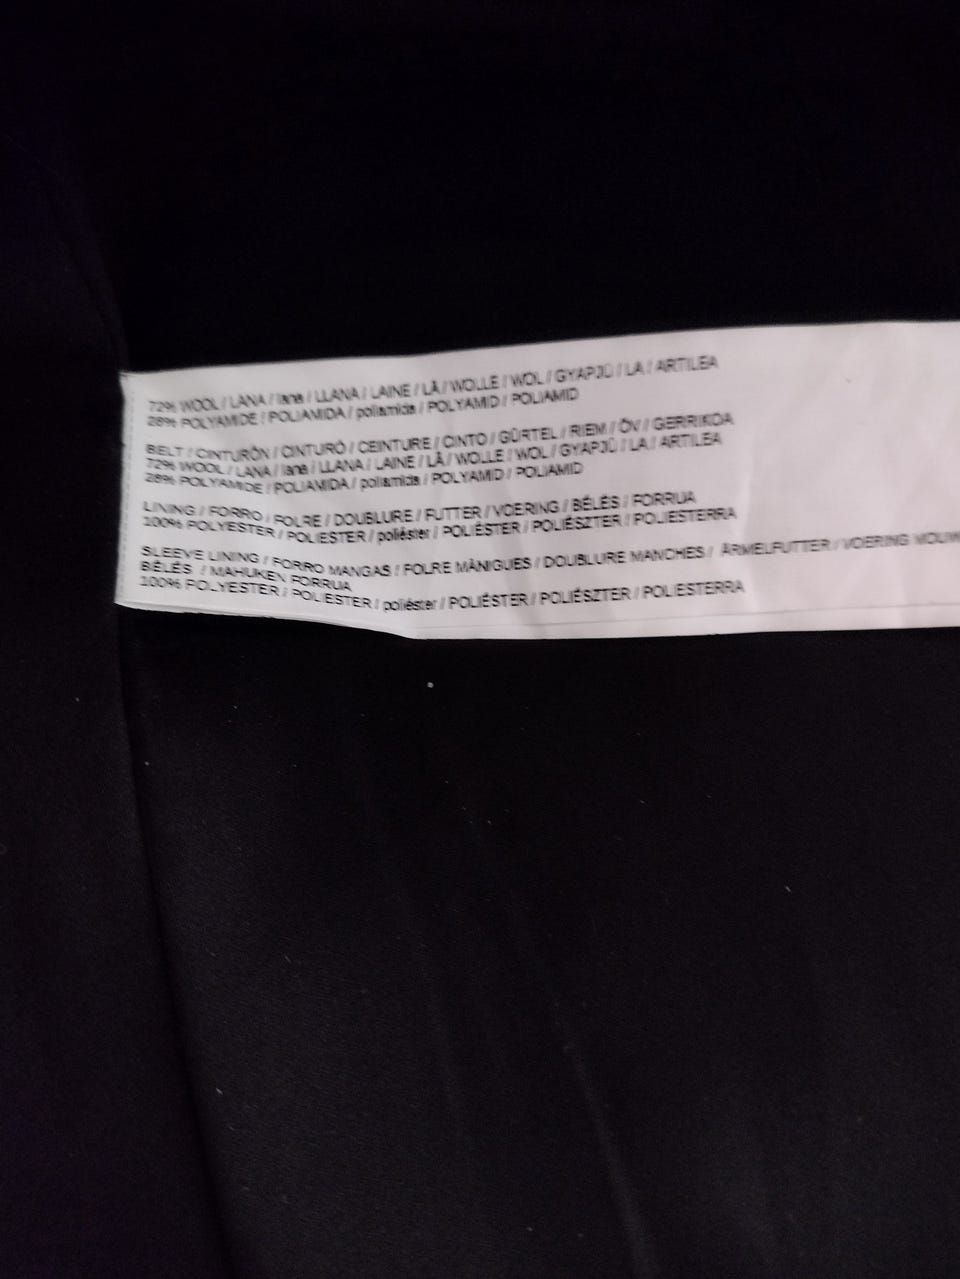 72% WOOL / LANA / lana / LLANA / LAINE / LÃ / WOLLE / WOL / GYAPJÚ / LA / ARTILEA
28% POLYAMIDE / POLIAMIDA / poliamida / POLYAMID / POLIAMID
BELT / CINTURÓN / CINTURÓ / CEINTURE / CINTO / GÜRTEL / RIEM / ÖV / GERRIKOA
72% WOOL / LANA / lana / LLANA / LAINE / LÃ / WOLLE / WOL / GYAPJÚ / LA / ARTILEA
28% POLYAMIDE / POLIAMIDA / poliamida / POLYAMID / POLIAMID
LINING / FORRO / FOLRE / DOUBLURE / FUTTER / VOERING / BÉLÉS / FORRUA
100% POLYESTER / POLIESTER / poliéster / POLIÉSTER / POLIÉSZTER / POLIESTERRA
SLEEVE LINING / FORRO MANGAS / FOLRE MÀNIGUES / DOUBLURE MANCHES / ÄRMELFUTTER / VOERING
BÉLÉS / MAHUKEN FORRUA
100% POLYESTER / POLIESTER / poliéster / POLIÉSTER / POLIÉSZTER / POLIESTERRA